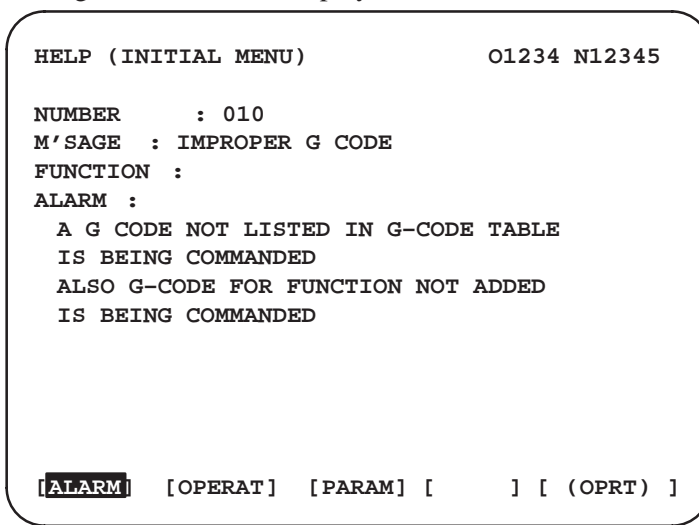 HELP (INITIAL MENU) O1234 N12345
NUMBER : 010
M'SAGE : IMPROPER G CODE
FUNCTION :
ALARM :
A G CODE NOT LISTED IN G-CODE TABLE
IS BEING COMMANDED
ALSO G-CODE FOR FUNCTION NOT ADDED
IS BEING COMMANDED
[ALARM] [OPERAT] [PARAM] [ ] [ (OPRT) ]